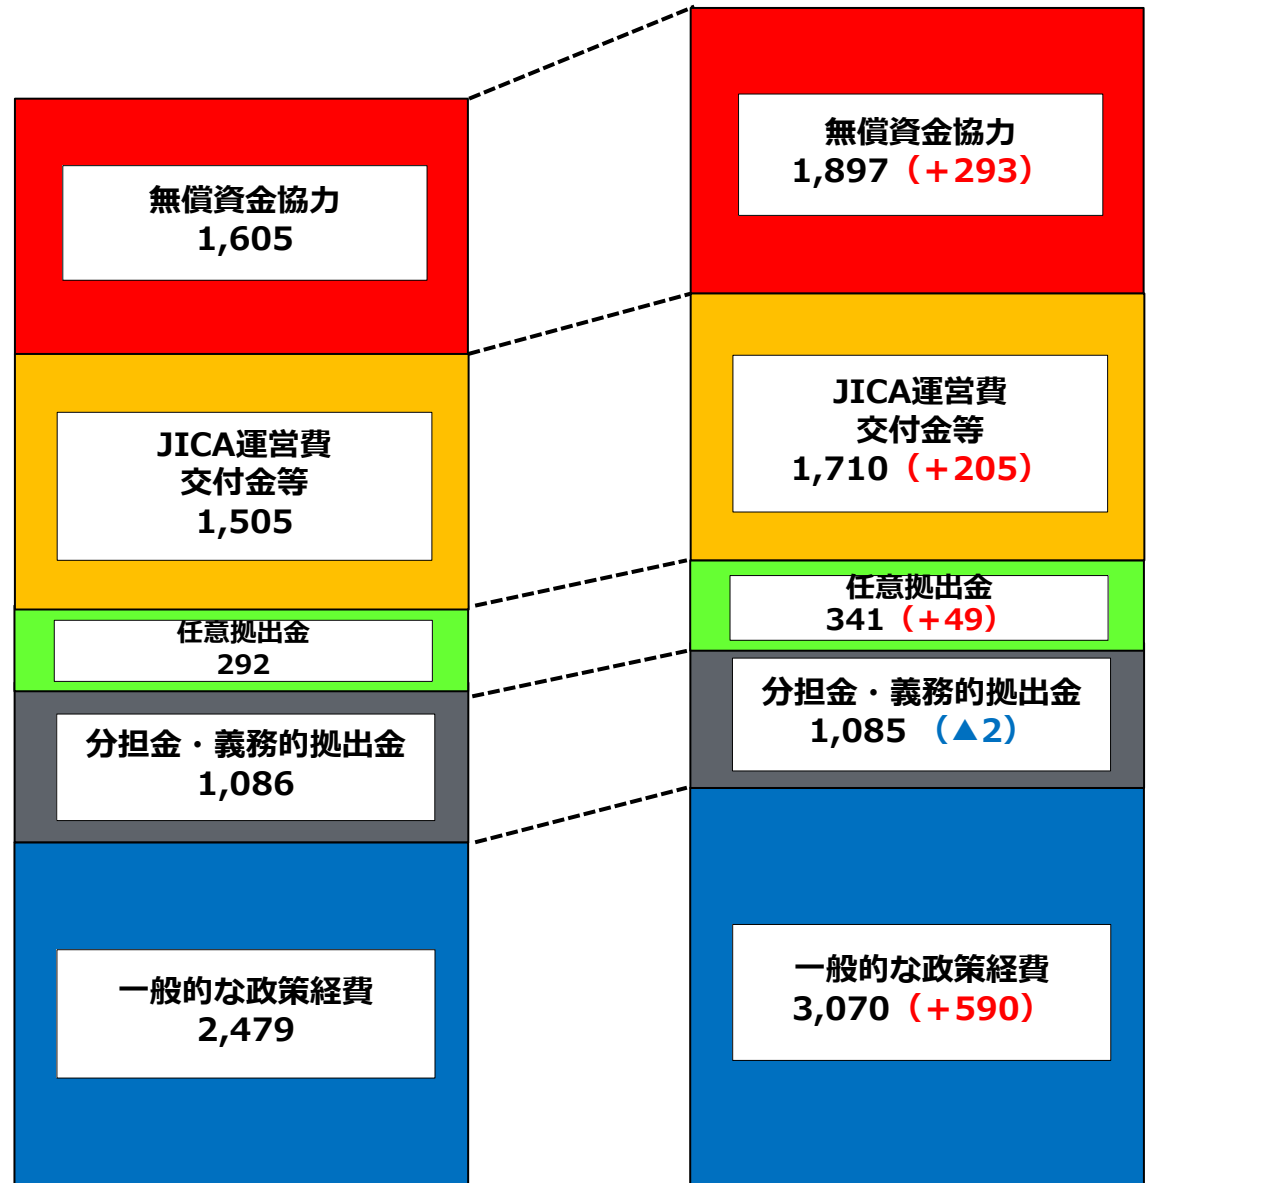 無償資金協力
1,605
JICA運営費
交付金等
1,505
任意拠出金
292
分担金・義務的拠出金
1,086
一般的な政策経費
2,479
無償資金協力
1,897（+293）
JICA運営費
交付金等
1,710（+205）
任意拠出金
341（+49）
分担金・義務的拠出金
1,085 （▲2）
一般的な政策経費
3,070（+590）